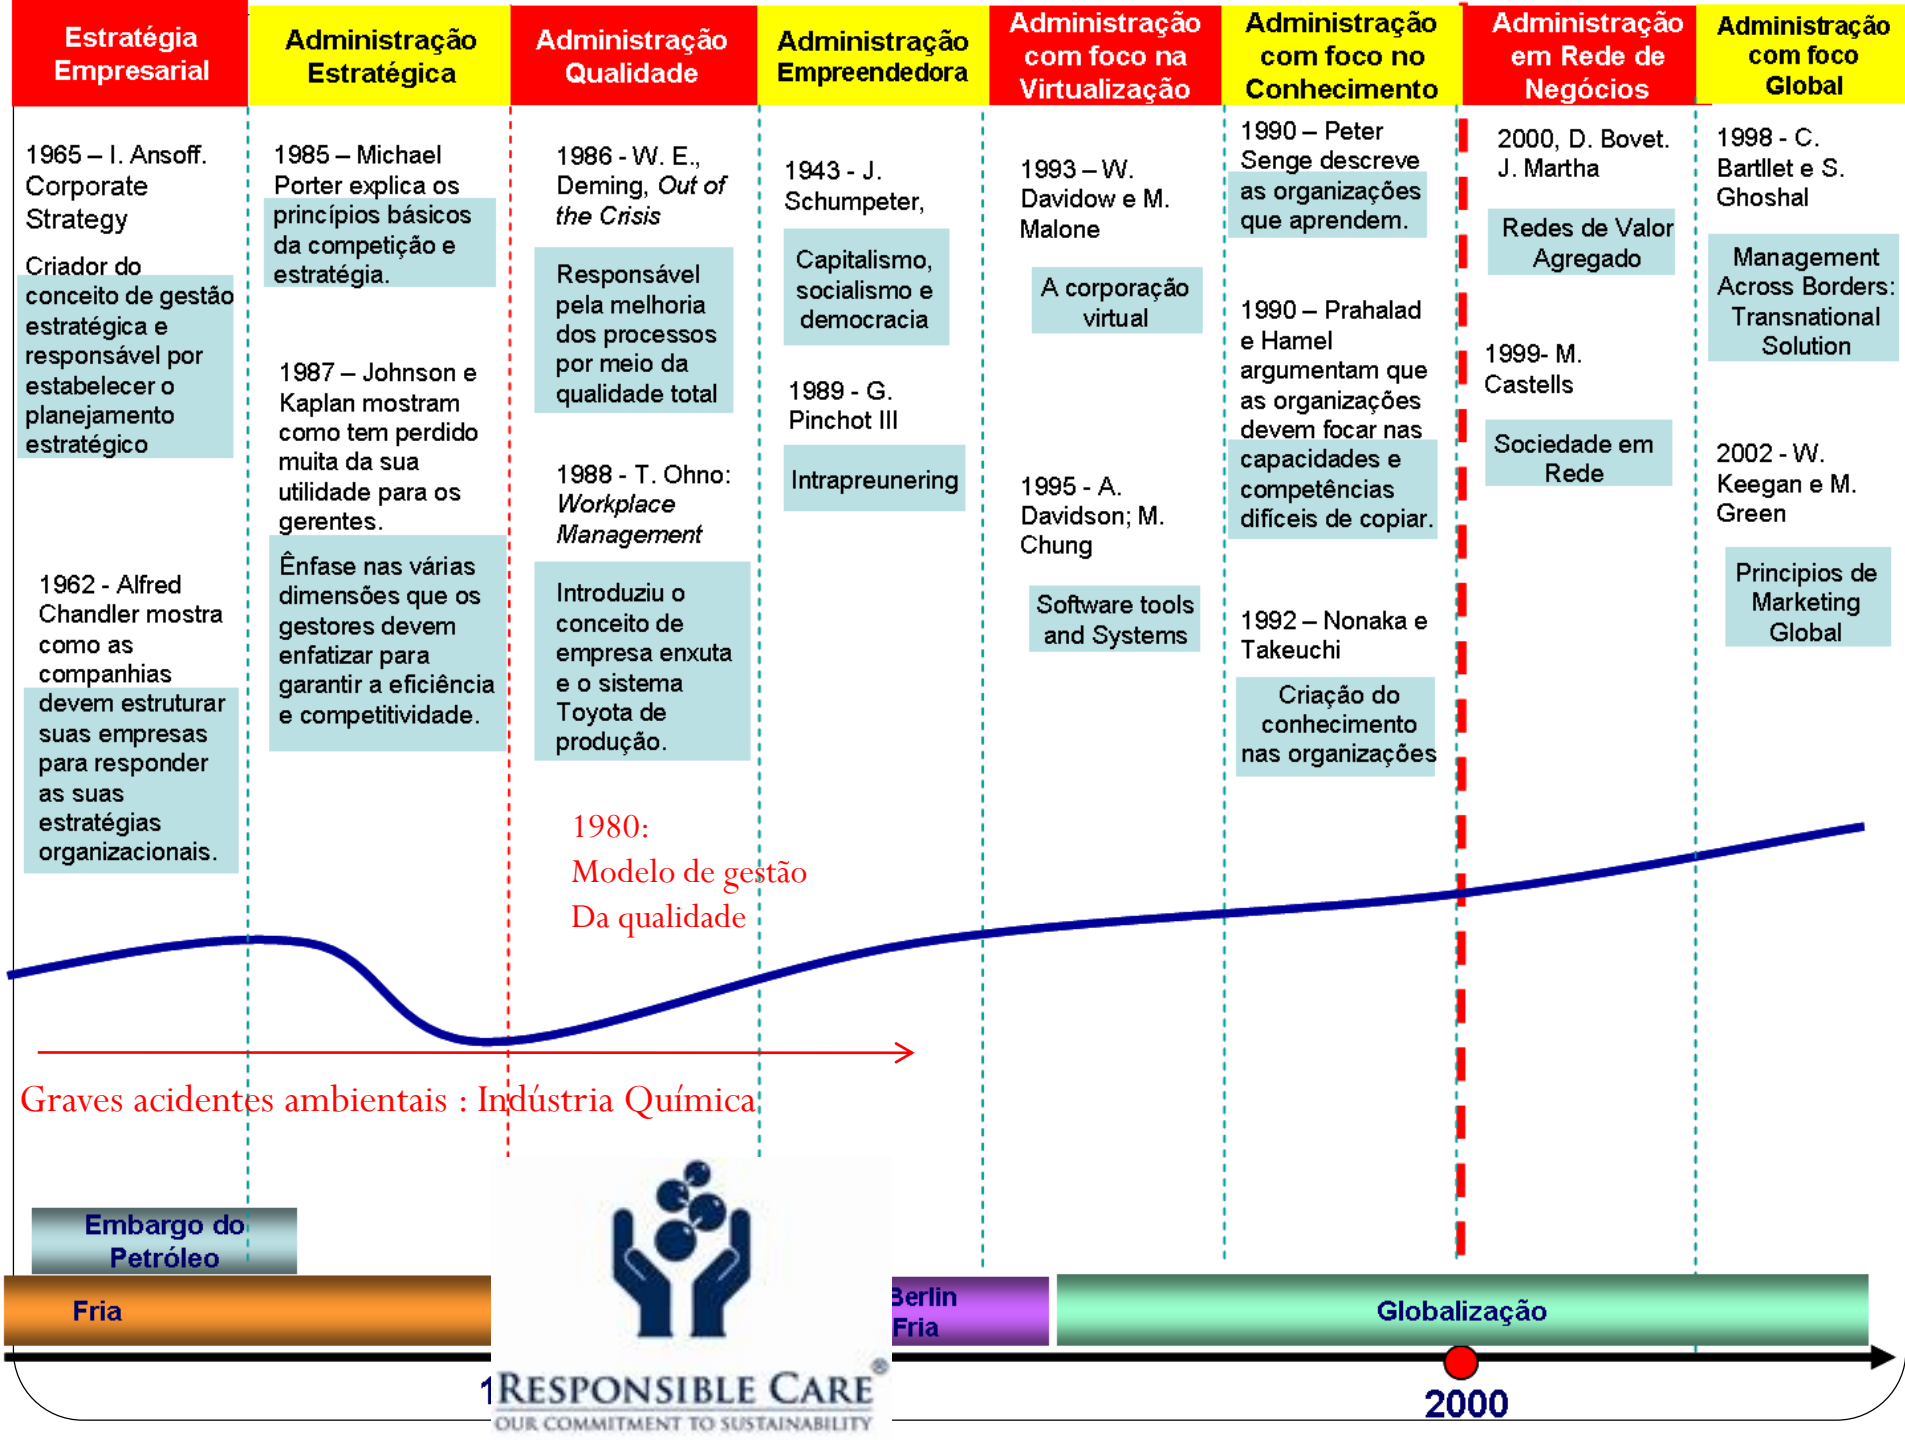 Estratégia
Empresarial
Administração
Estratégica
Administração
Qualidade
Administração
Empreendedora
Administração
com foco na
Virtualização
Administração
com foco no
Conhecimento
Administração
em Rede de
Negócios
Administração
com foco
Global
1965 – I. Ansoff.
Corporate
Strategy
Criador do
conceito de gestão
estratégica e
responsável por
estabelecer o
planejamento
estratégico
1962 - Alfred
Chandler mostra
como as
companhias
devem estruturar
suas empresas
para responder
as suas
estratégias
organizacionais.
1985 – Michael
Porter explica os
princípios básicos
da competição e
estratégia.
1987 – Johnson e
Kaplan mostram
como tem perdido
muita da sua
utilidade para os
gerentes.
Ênfase nas várias
dimensões que os
gestores devem
enfatizar para
garantir a eficiência
e competitividade.
1986 - W. E.,
Deming, Out of
the Crisis
Responsável
pela melhoria
dos processos
por meio da
qualidade total
1988 - T. Ohno:
Workplace
Management
Introduziu o
conceito de
empresa enxuta
e o sistema
Toyota de
produção.
1980:
Modelo de gestão
Da qualidade
1943 - J.
Schumpeter,
Capitalismo,
socialismo e
democracia
1989 - G.
Pinchot III
Intrapreunering
1993 – W.
Davidow e M.
Malone
A corporação
virtual
1995 - A.
Davidson; M.
Chung
Software tools
and Systems
1990 – Peter
Senge descreve
as organizações
que aprendem.
1990 – Prahalad
e Hamel
argumentam que
as organizações
devem focar nas
capacidades e
competências
difíceis de copiar.
1992 – Nonaka e
Takeuchi
Criação do
conhecimento
nas organizações
2000, D. Bovet.
J. Martha
Redes de Valor
Agregado
1999- M.
Castells
Sociedade em
Rede
1998 - C.
Bartllet e S.
Ghoshal
Management
Across Borders:
Transnational
Solution
2002 - W.
Keegan e M.
Green
Principios de
Marketing
Global
Graves acidentes ambientais : Indústria Química
Embargo do
Petróleo
Fria
Berlin
Fria
Globalização
1
RESPONSIBLE CARE®
OUR COMMITMENT TO SUSTAINABILITY
2000